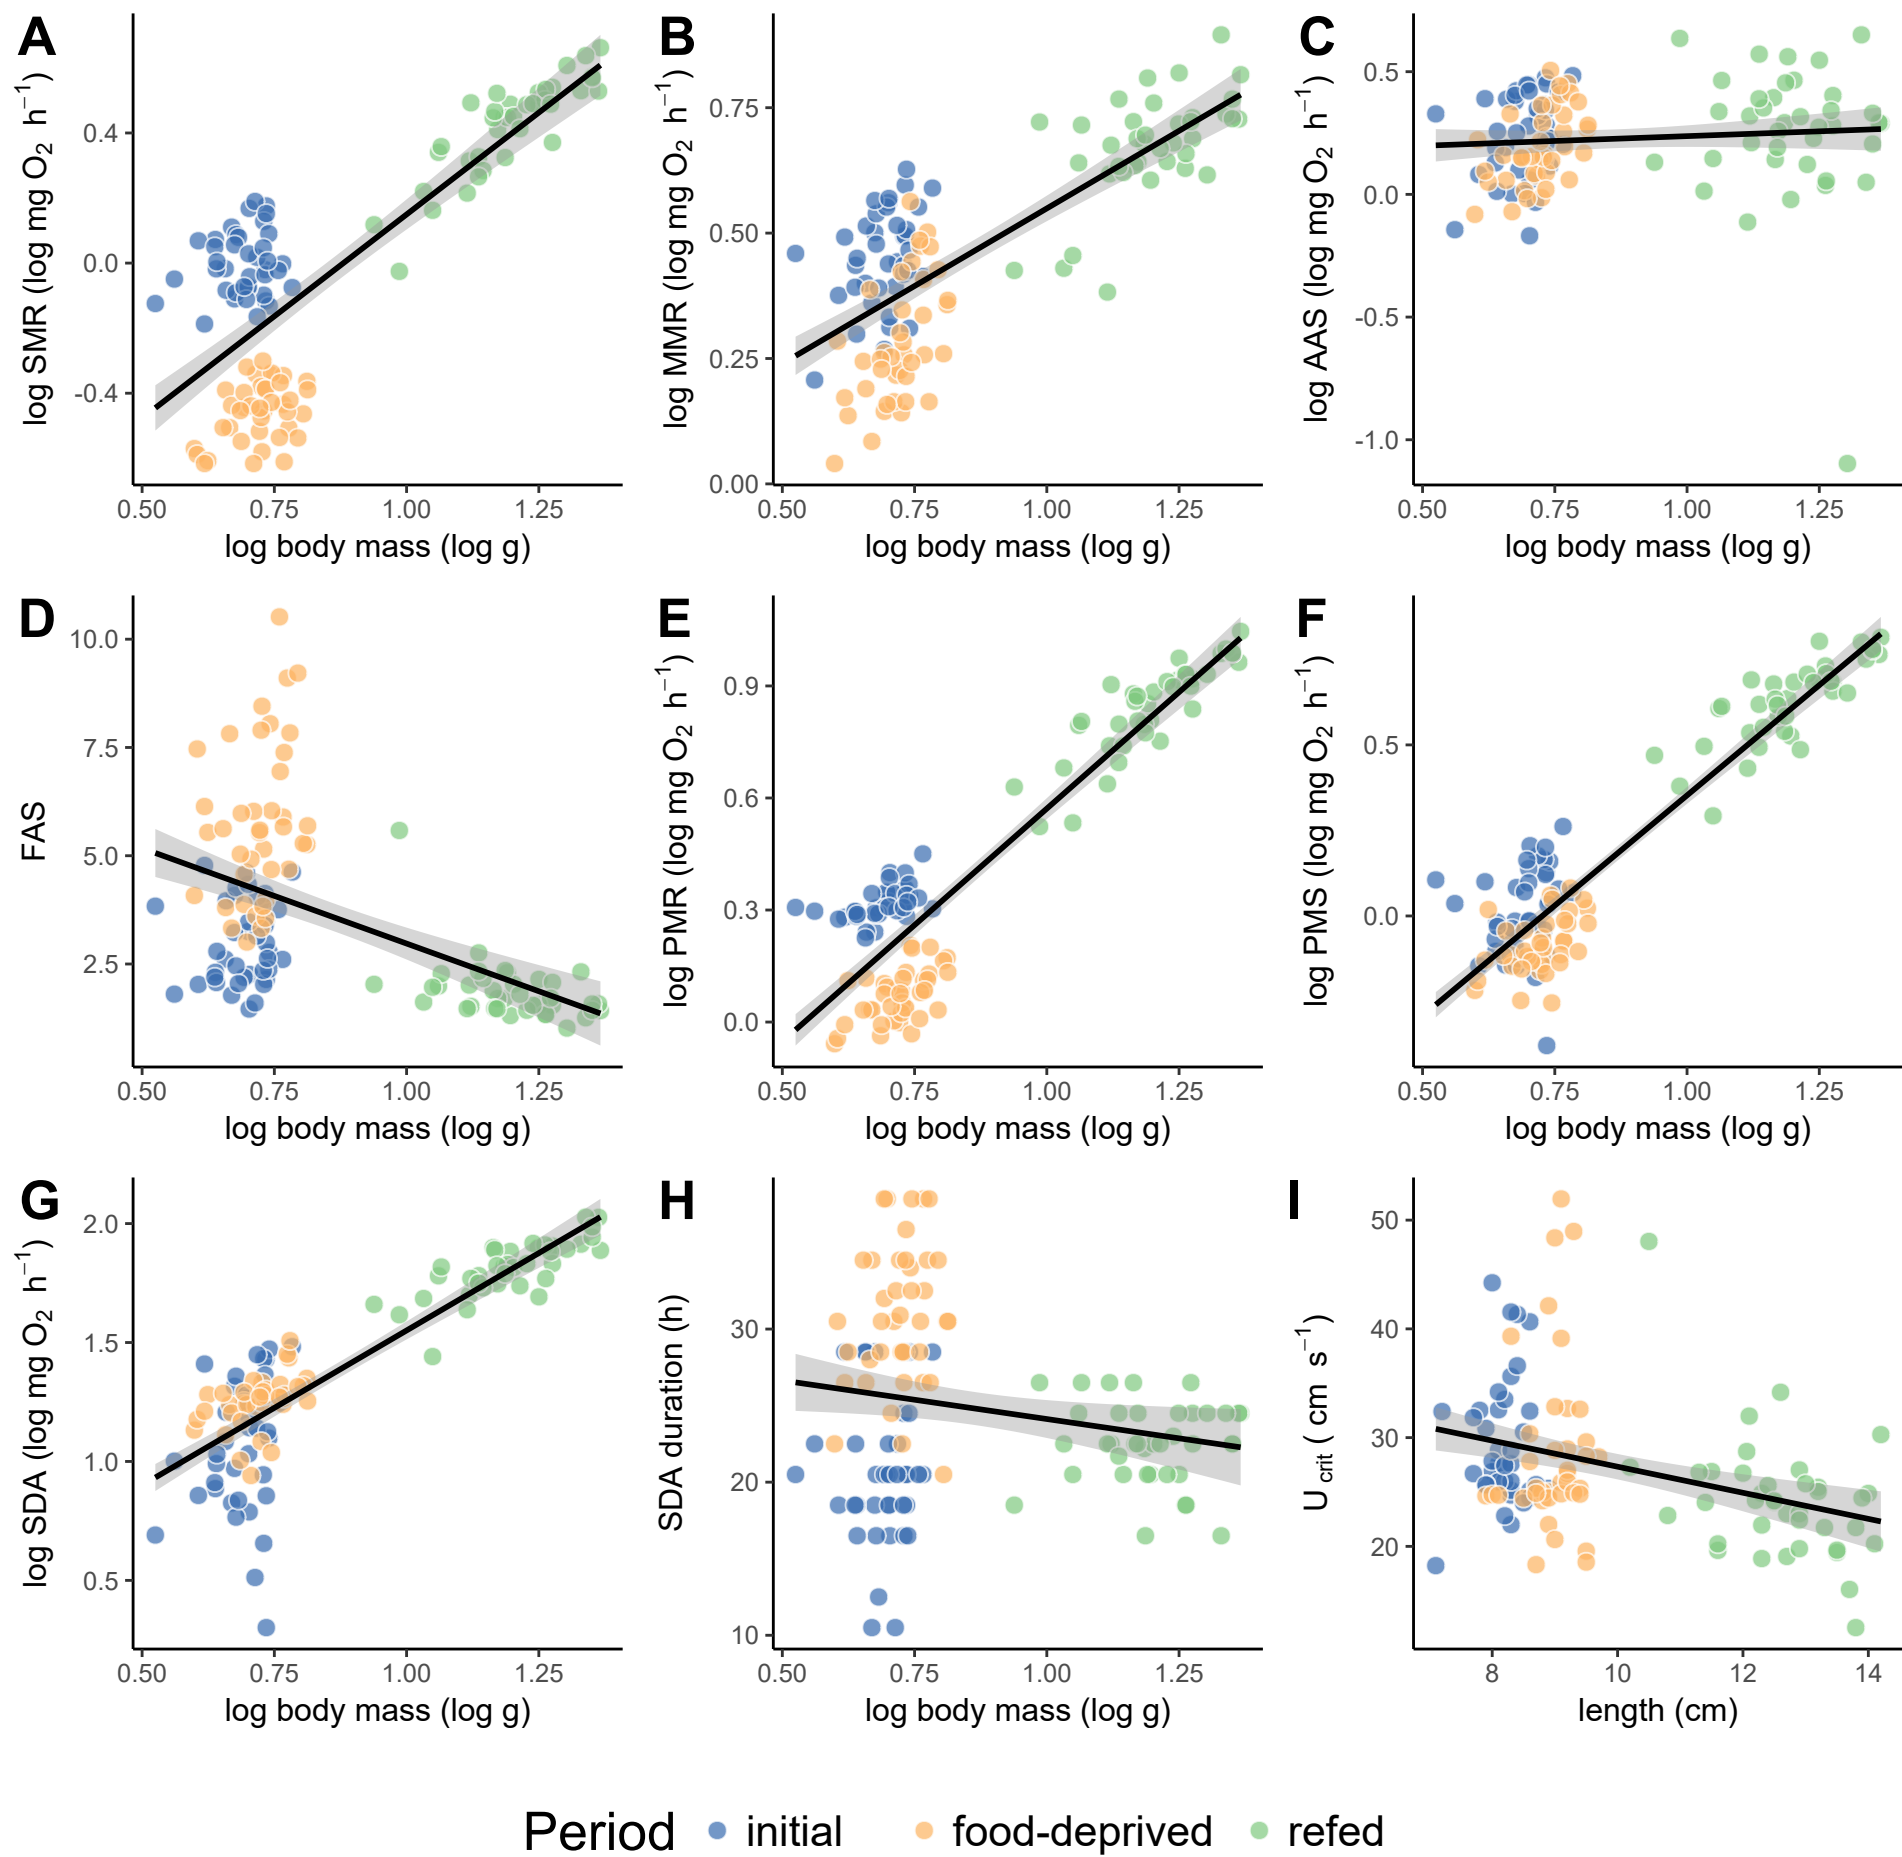 A
log SMR (log mg O₂ h⁻¹)
0.4
0.0
-0.4
0.50 0.75 1.00 1.25
log body mass (log g)
B
log MMR (log mg O₂ h⁻¹)
0.75
0.50
0.25
0.00
0.50 0.75 1.00 1.25
log body mass (log g)
C
log AAS (log mg O₂ h⁻¹)
0.5
0.0
-0.5
-1.0
0.50 0.75 1.00 1.25
log body mass (log g)
D
FAS
10.0
7.5
5.0
2.5
0.50 0.75 1.00 1.25
log body mass (log g)
E
log PMR (log mg O₂ h⁻¹)
0.9
0.6
0.3
0.0
0.50 0.75 1.00 1.25
log body mass (log g)
F
log PMS (log mg O₂ h⁻¹)
0.5
0.0
0.50 0.75 1.00 1.25
log body mass (log g)
G
log SDA (log mg O₂ h⁻¹)
2.0
1.5
1.0
0.5
0.50 0.75 1.00 1.25
log body mass (log g)
H
SDA duration (h)
30
20
10
0.50 0.75 1.00 1.25
log body mass (log g)
I
U crit ( cm s⁻¹)
50
40
30
20
8 10 12 14
length (cm)
Period initial food-deprived refed